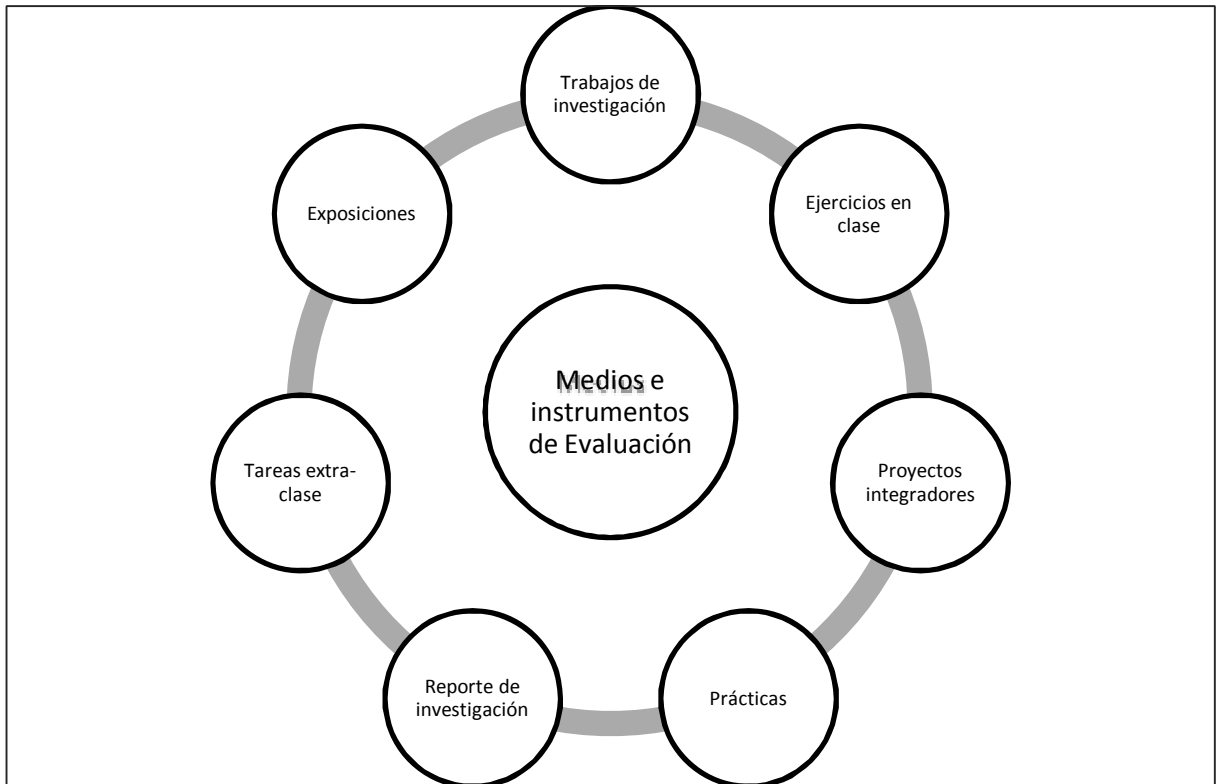 Trabajos de
investigación
Ejercicios en
clase
Proyectos
integradores
Prácticas
Reporte de
investigación
Tareas extra-
clase
Exposiciones
Medios e
instrumentos
de Evaluación